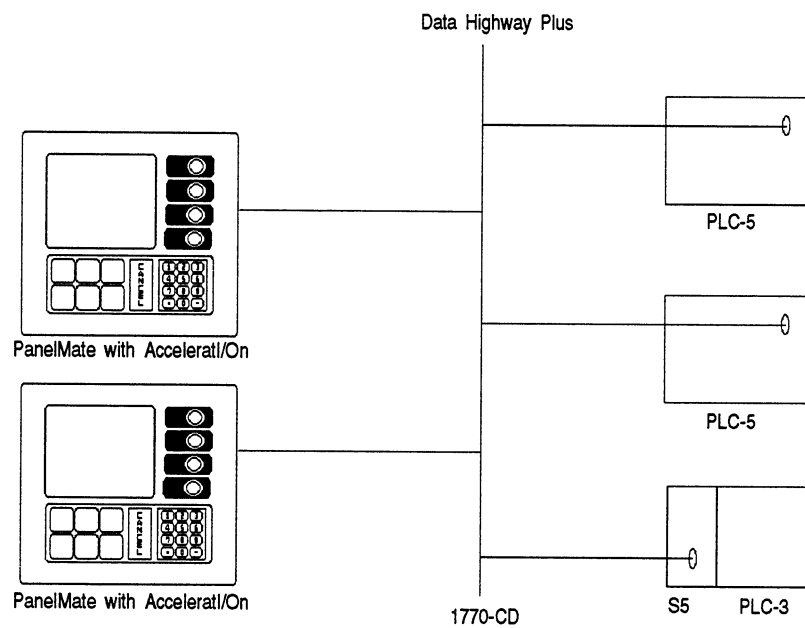 Data Highway Plus
PLC-5
PanelMate with AcceleratI/On
PLC-5
PanelMate with AcceleratI/On
S5 PLC-3
1770-CD